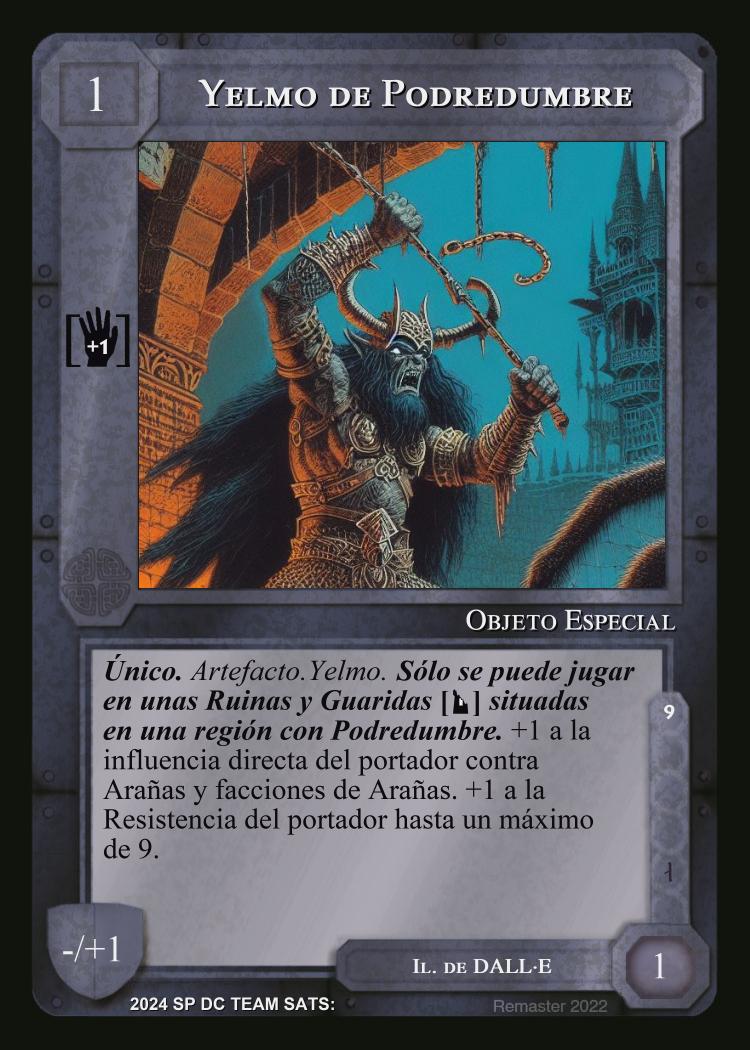 1
YELMO DE PODREDUMBRE
[+1]
OBJETO ESPECIAL
Único. Artefacto.Yelmo. Sólo se puede jugar
en unas Ruinas y Guaridas [] situadas
en una región con Podredumbre. +1 a la
influencia directa del portador contra
Arañas y facciones de Arañas. +1 a la
Resistencia del portador hasta un máximo
de 9.
9
-/+1
IL. DE DALL·E
1
2024 SP DC TEAM SATS:
Remaster 2022